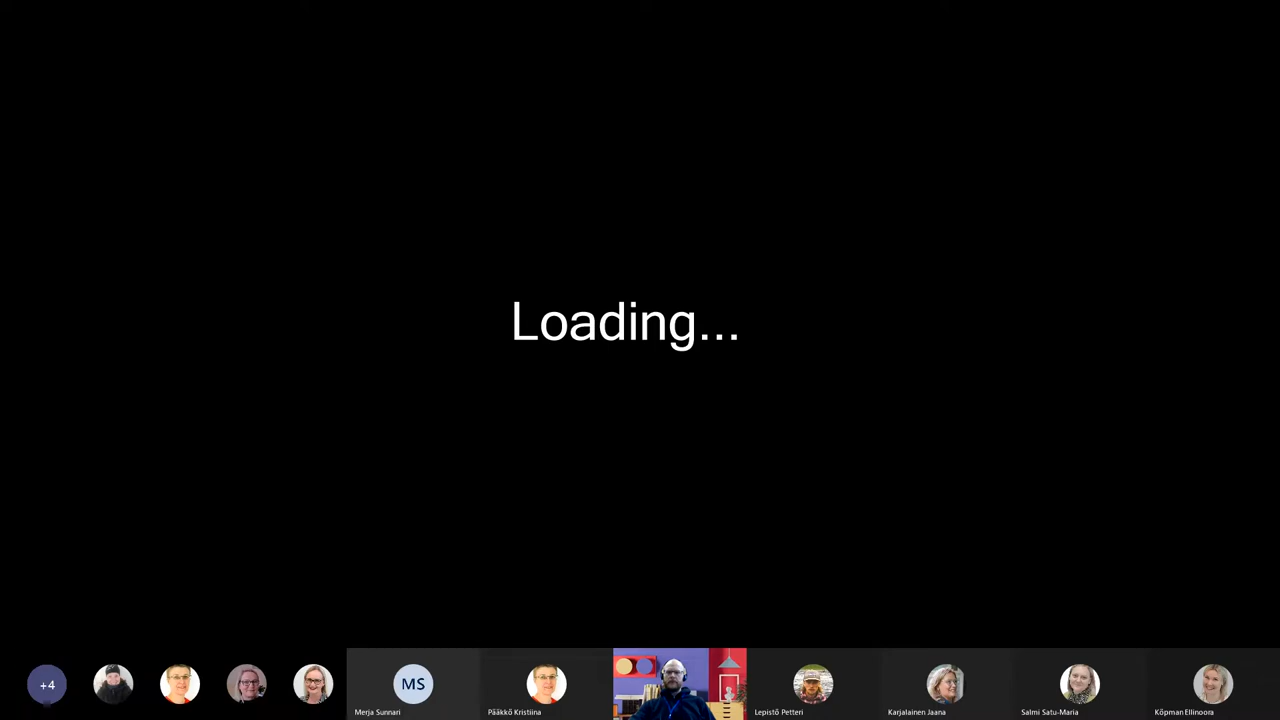 Loading...
+4
MS
Merja Sunnari
Pääkkö Kristiina
Lepistö Petteri
Karjalainen Jaana
Salmi Satu-Maria
Köpman Ellinoora